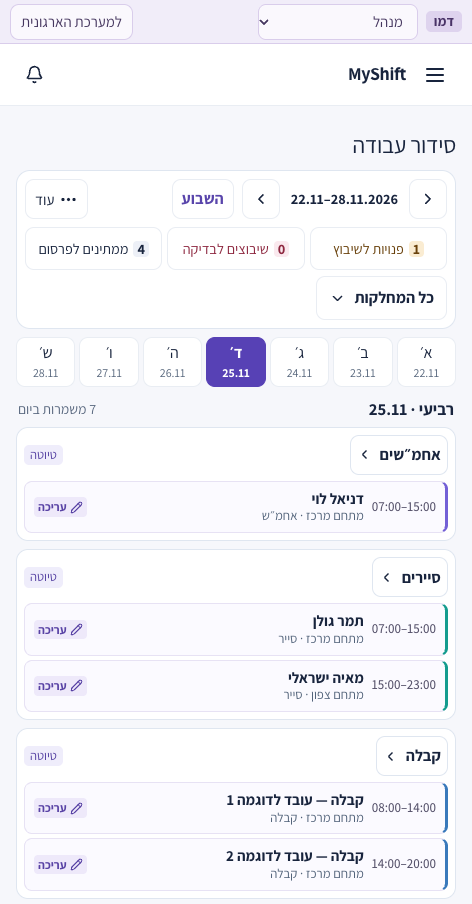 דמו
מנהל
למערכת הארגונית
MyShift
סידור עבודה
22.11–28.11.2026
השבוע
עוד
1 פנויות לשיבוץ
0 שיבוצים לבדיקה
4 ממתינים לפרסום
כל המחלקות
א׳ ב׳ ג׳ ד׳ ה׳ ו׳ ש׳
22.11 23.11 24.11 25.11 26.11 27.11 28.11
רביעי · 25.11
7 משמרות ביום
אחמ״שים
טיוטה
07:00–15:00
דניאל לוי
מתחם מרכז · אחמ״ש
עריכה
סיירים
טיוטה
07:00–15:00
תמר גולן
מתחם מרכז · סייר
עריכה
15:00–23:00
מאיה ישראלי
מתחם צפון · סייר
עריכה
קבלה
טיוטה
08:00–14:00
קבלה — עובד לדוגמה 1
מתחם מרכז · קבלה
עריכה
14:00–20:00
קבלה — עובד לדוגמה 2
מתחם מרכז · קבלה
עריכה